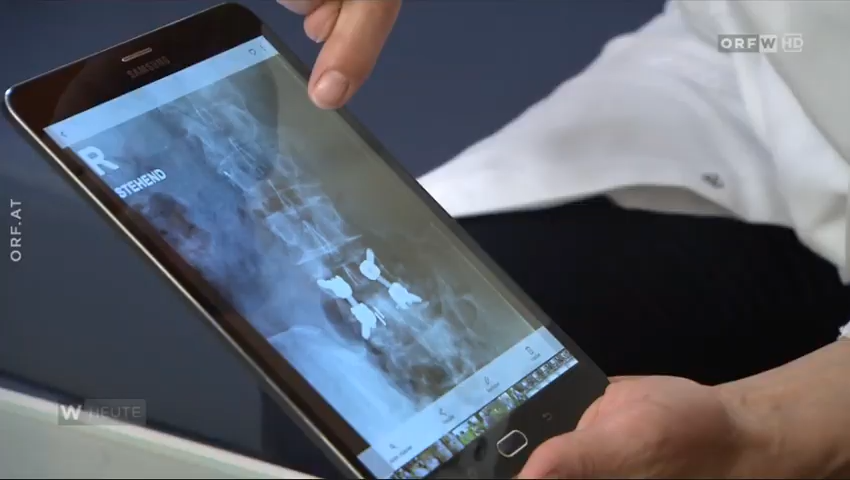 ORF W HD
SAMSUNG
R
STEHEND
ORF.AT
W HEUTE